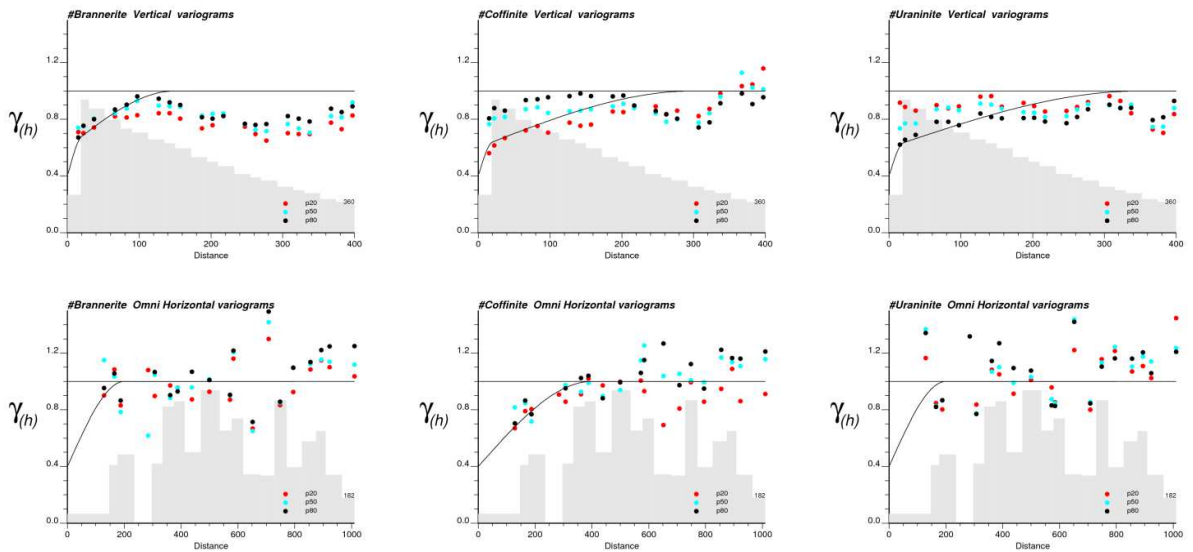 #Brannerite Vertical variograms
1.2
γ(h)
0.8
0.4
0.0
p20
p50
p80
360
0 100 200 300 400
Distance
#Coffinite Vertical variograms
1.2
γ(h)
0.8
0.4
0.0
p20
p50
p80
360
0 100 200 300 400
Distance
#Uraninite Vertical variograms
1.2
γ(h)
0.8
0.4
0.0
p20
p50
p80
360
0 100 200 300 400
Distance
#Brannerite Omni Horizontal variograms
1.2
γ(h)
0.8
0.4
0.0
p20
p50
p80
182
0 200 400 600 800 1000
Distance
#Coffinite Omni Horizontal variograms
1.2
γ(h)
0.8
0.4
0.0
p20
p50
p80
182
0 200 400 600 800 1000
Distance
#Uraninite Omni Horizontal variograms
1.2
γ(h)
0.8
0.4
0.0
p20
p50
p80
182
0 200 400 600 800 1000
Distance